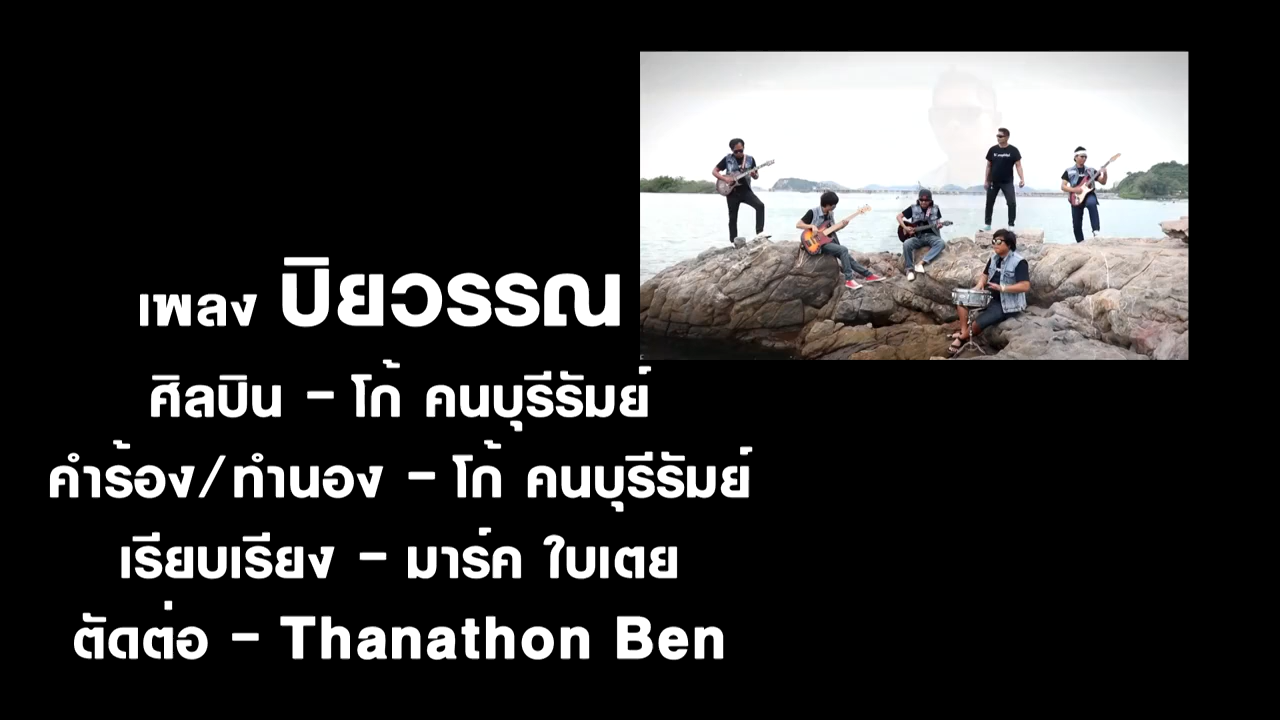 เพลง ปิยวรรณ
ศิลปิน - โก้ คนบุรีรัมย์
คำร้อง/ทำนอง - โก้ คนบุรีรัมย์
เรียบเรียง - มาร์ค ใบเตย
ตัดต่อ - Thanathon Ben